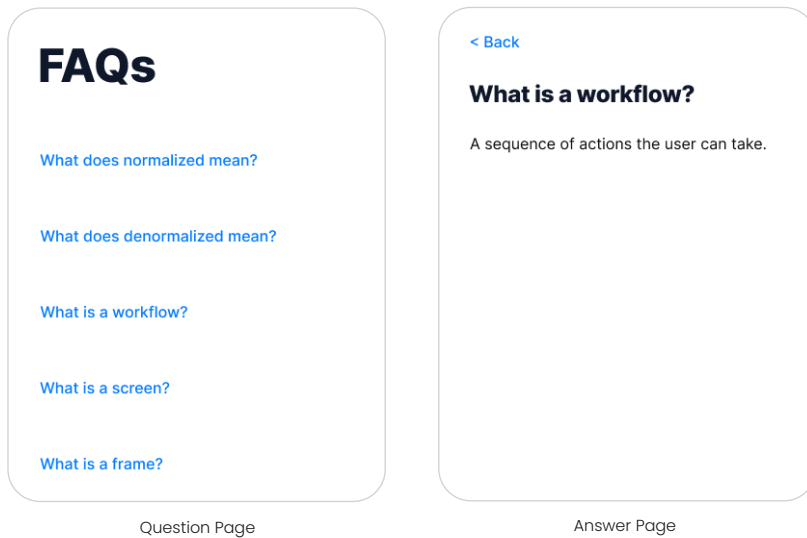 FAQs
What does normalized mean?
What does denormalized mean?
What is a workflow?
What is a screen?
What is a frame?
Question Page
< Back
What is a workflow?
A sequence of actions the user can take.
Answer Page